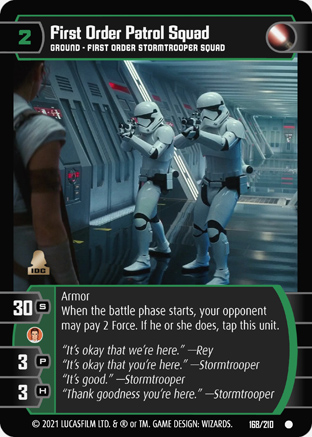 2 First Order Patrol Squad
GROUND - FIRST ORDER STORMTROOPER SQUAD
IDC
30 S
3 P
3 H
Armor
When the battle phase starts, your opponent
may pay 2 Force. If he or she does, tap this unit.
"It's okay that we're here." —Rey
"It's okay that you're here." —Stormtrooper
"It's good." —Stormtrooper
"Thank goodness you're here." —Stormtrooper
© 2021 LUCASFILM LTD. & ® or TM. GAME DESIGN: WIZARDS. 168/210